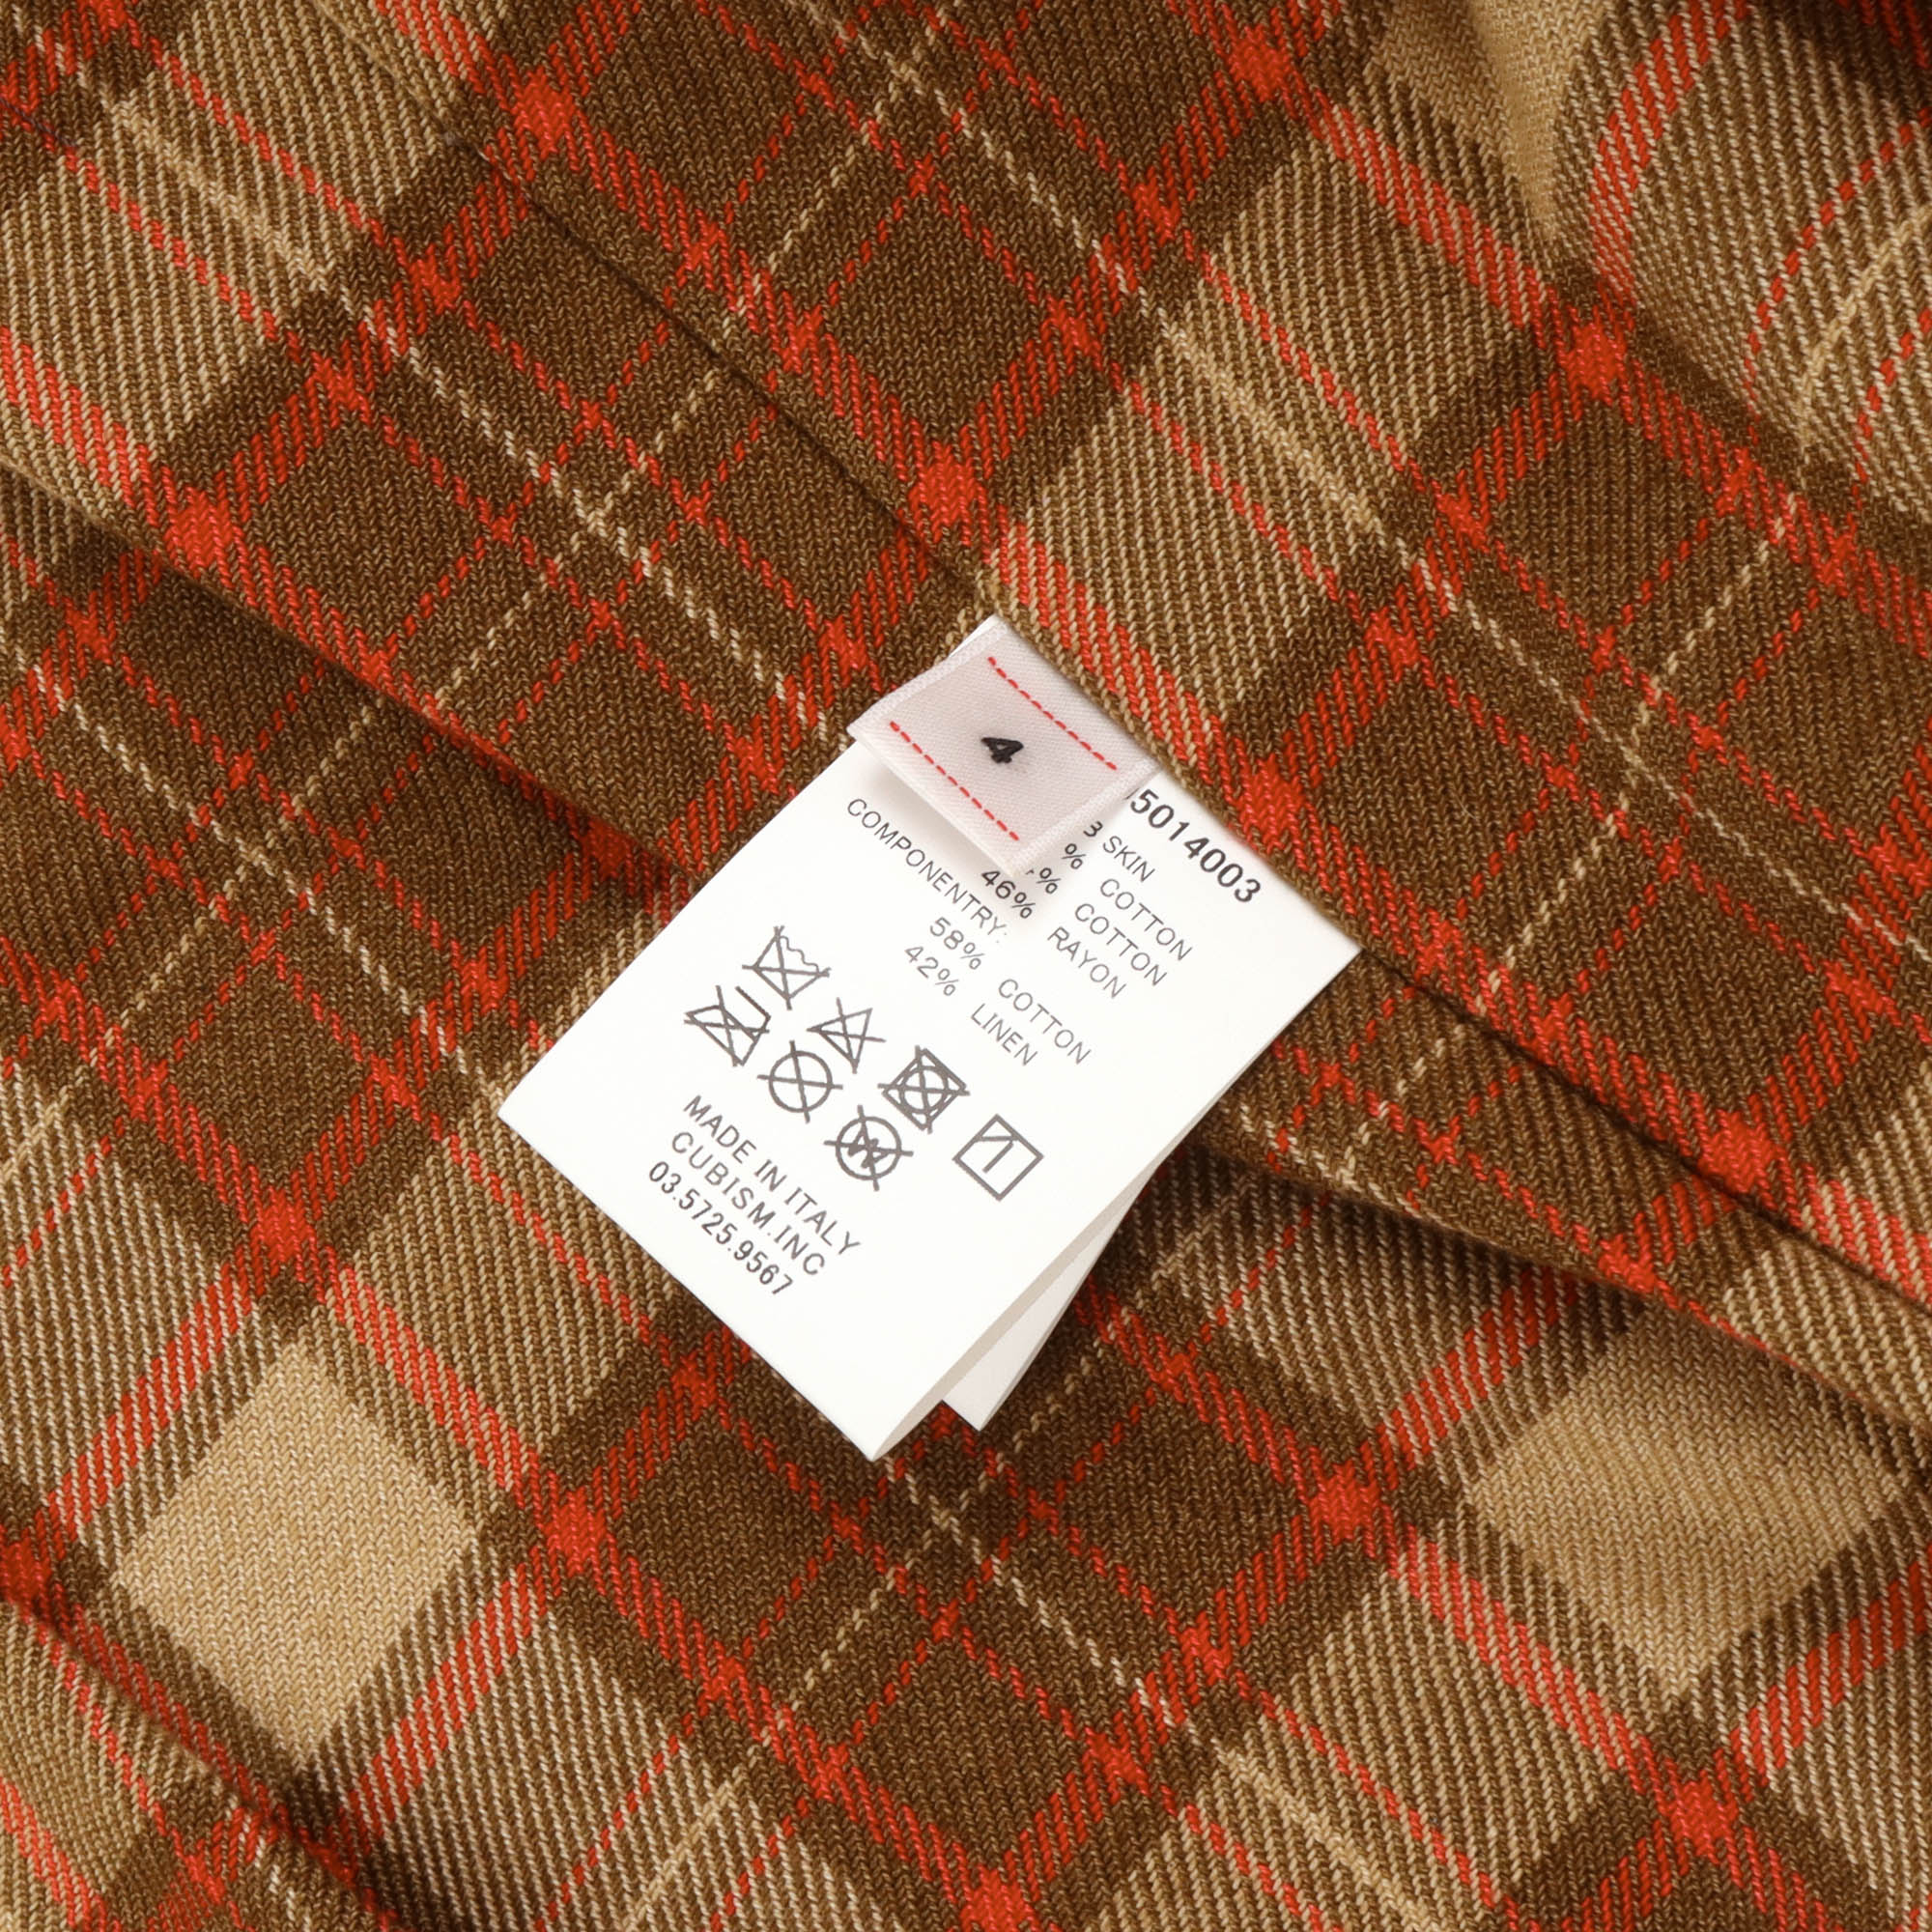 4
5014003
SKIN
% COTTON
% COTTON
46% RAYON
COMPONENTRY:
58% COTTON
42% LINEN
MADE IN ITALY
CUBISM.INC
03.5725.9567